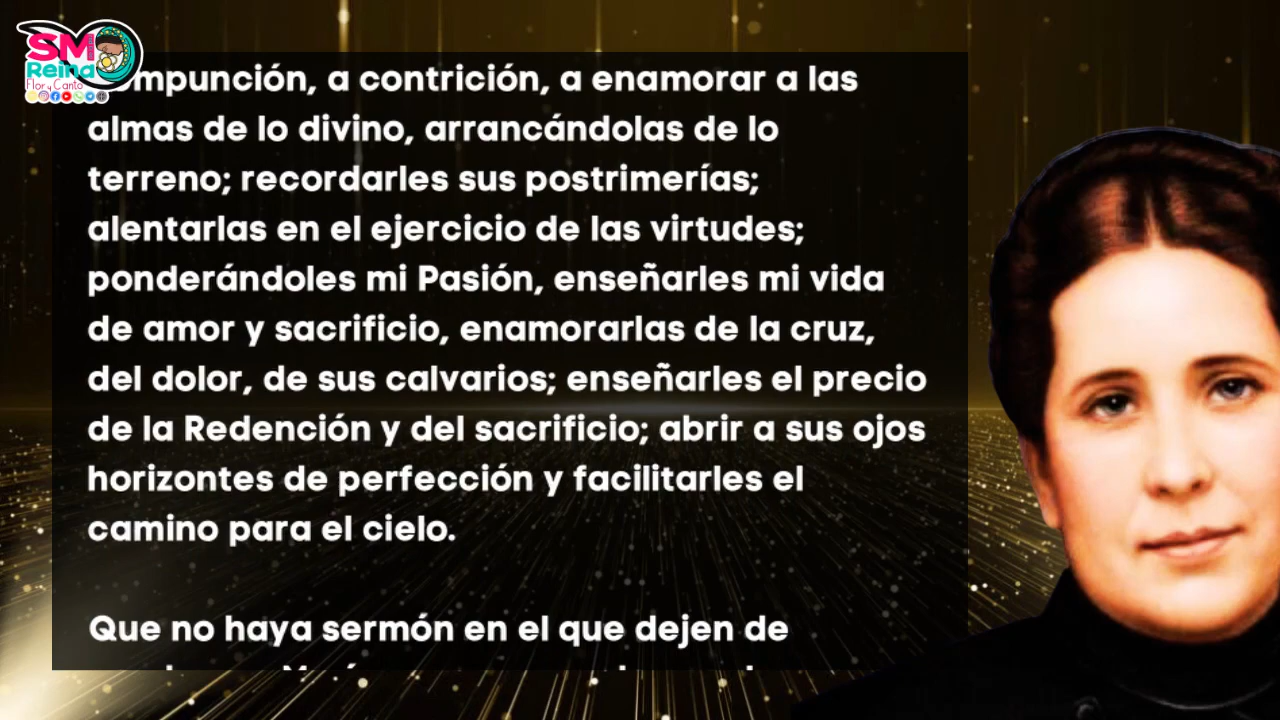 SM
Reina
Flor y Canto
mpunción, a contrición, a enamorar a las
almas de lo divino, arrancándolas de lo
terreno; recordarles sus postrimerías;
alentarlas en el ejercicio de las virtudes;
ponderándoles mi Pasión, enseñarles mi vida
de amor y sacrificio, enamorarlas de la cruz,
del dolor, de sus calvarios; enseñarles el precio
de la Redención y del sacrificio; abrir a sus ojos
horizontes de perfección y facilitarles el
camino para el cielo.
Que no haya sermón en el que dejen de